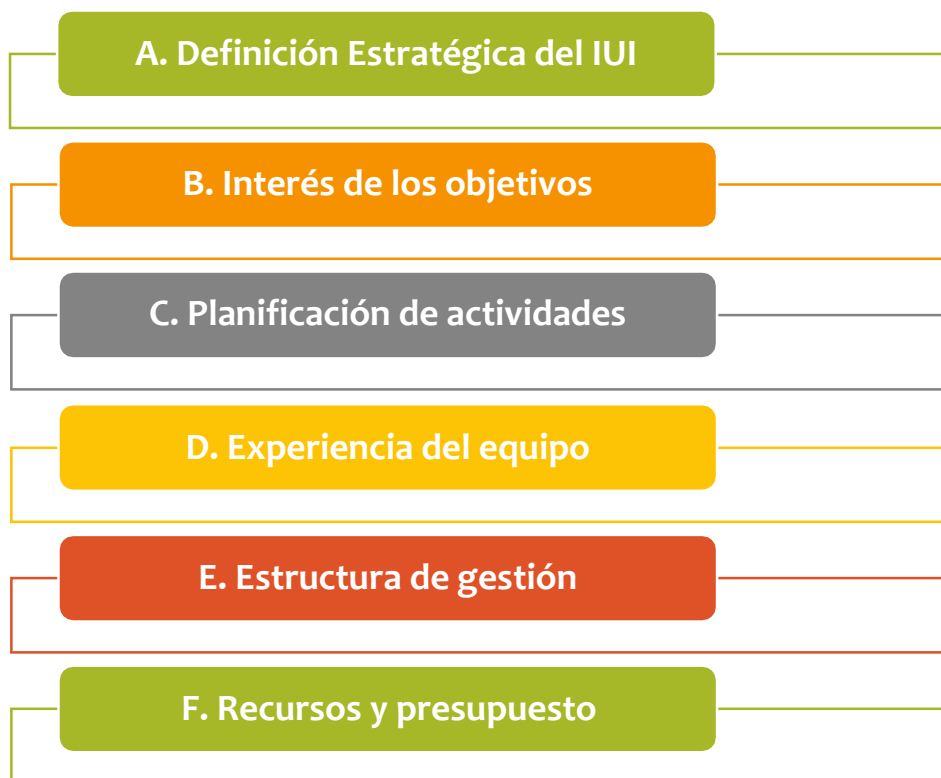 A. Definición Estratégica del IUI
B. Interés de los objetivos
C. Planificación de actividades
D. Experiencia del equipo
E. Estructura de gestión
F. Recursos y presupuesto